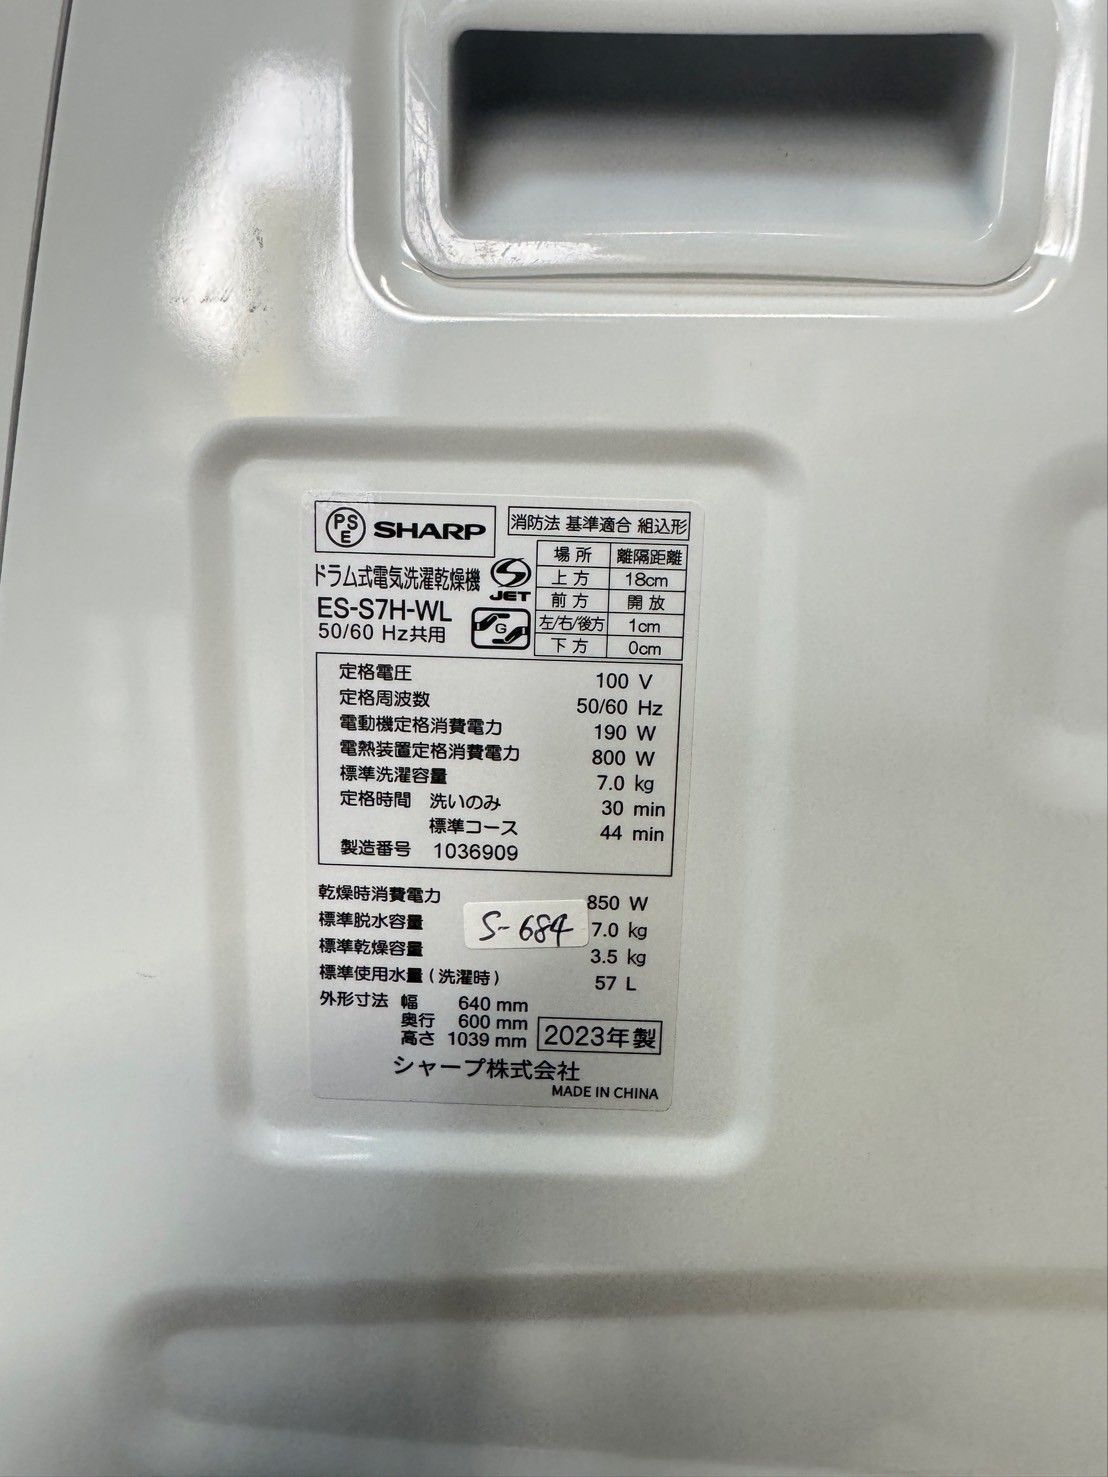 PSE SHARP
消防法 基準適合 組込形
場所 離隔距離
上方 18cm
前方 開放
左/右/後方 1cm
下方 0cm
ドラム式電気洗濯乾燥機
S JET
ES-S7H-WL
G
50/60 Hz共用
定格電圧 100 V
定格周波数 50/60 Hz
電動機定格消費電力 190 W
電熱装置定格消費電力 800 W
標準洗濯容量 7.0 kg
定格時間 洗いのみ 30 min
標準コース 44 min
製造番号 1036909
乾燥時消費電力 850 W
標準脱水容量 7.0 kg
S-684
標準乾燥容量 3.5 kg
標準使用水量(洗濯時) 57 L
外形寸法 幅 640 mm
奥行 600 mm
高さ 1039 mm
2023年製
シャープ株式会社
MADE IN CHINA